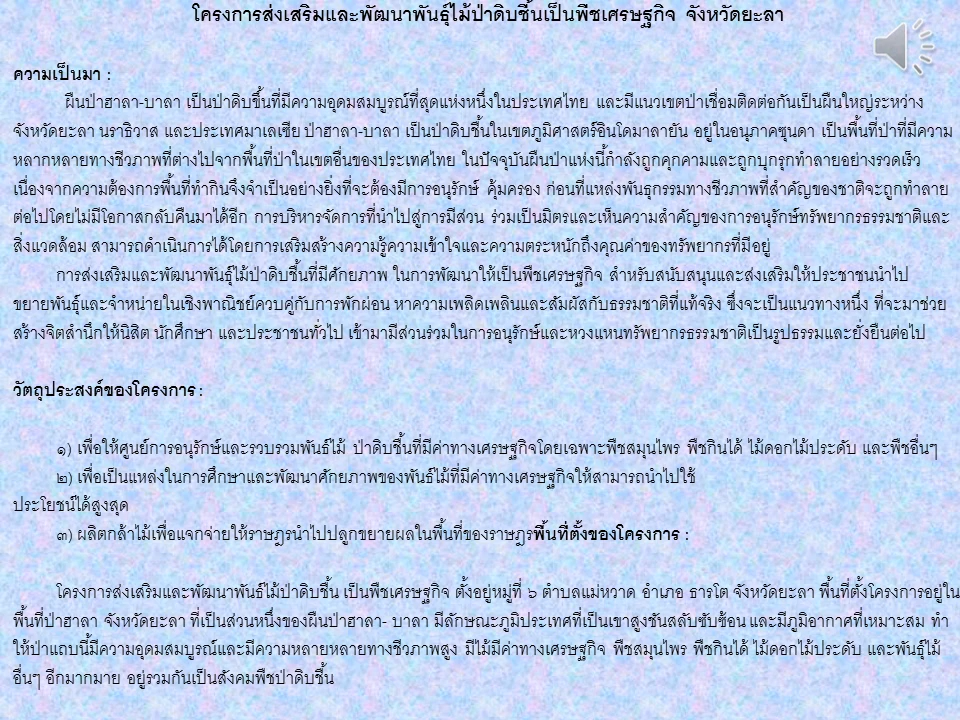 โครงการส่งเสริมและพัฒนาพันธุ์ไม้ป่าดิบชื้นเป็นพืชเศรษฐกิจ จังหวัดยะลา
ความเป็นมา :
ผืนป่าฮาลา-บาลา เป็นป่าดิบชื้นที่มีความอุดมสมบูรณ์ที่สุดแห่งหนึ่งในประเทศไทย และมีแนวเขตป่าเชื่อมติดต่อกันเป็นผืนใหญ่ระหว่าง
จังหวัดยะลา นราธิวาส และประเทศมาเลเซีย ป่าฮาลา-บาลา เป็นป่าดิบชื้นในเขตภูมิศาสตร์อินโดมาลายัน อยู่ในอนุภาคซุนดา เป็นพื้นที่ป่าที่มีความ
หลากหลายทางชีวภาพที่ต่างไปจากพื้นที่ป่าในเขตอื่นของประเทศไทย ในปัจจุบันผืนป่าแห่งนี้กำลังถูกคุกคามและถูกบุกรุกทำลายอย่างรวดเร็ว
เนื่องจากความต้องการพื้นที่ทำกินจึงจำเป็นอย่างยิ่งที่จะต้องมีการอนุรักษ์ คุ้มครอง ก่อนที่แหล่งพันธุกรรมทางชีวภาพที่สำคัญของชาติจะถูกทำลาย
ต่อไปโดยไม่มีโอกาสกลับคืนมาได้อีก การบริหารจัดการที่นำไปสู่การมีส่วน ร่วมเป็นมิตรและเห็นความสำคัญของการอนุรักษ์ทรัพยากรธรรมชาติและ
สิ่งแวดล้อม สามารถดำเนินการได้โดยการเสริมสร้างความรู้ความเข้าใจและความตระหนักถึงคุณค่าของทรัพยากรที่มีอยู่
การส่งเสริมและพัฒนาพันธุ์ไม้ป่าดิบชื้นที่มีศักยภาพ ในการพัฒนาให้เป็นพืชเศรษฐกิจ สำหรับสนับสนุนและส่งเสริมให้ประชาชนนำไป
ขยายพันธุ์และจำหน่ายในเชิงพาณิชย์ควบคู่กับการพักผ่อน หาความเพลิดเพลินและสัมผัสกับธรรมชาติที่แท้จริง ซึ่งจะเป็นแนวทางหนึ่ง ที่จะมาช่วย
สร้างจิตสำนึกให้นิสิต นักศึกษา และประชาชนทั่วไป เข้ามามีส่วนร่วมในการอนุรักษ์และหวงแหนทรัพยากรธรรมชาติเป็นรูปธรรมและยั่งยืนต่อไป
วัตถุประสงค์ของโครงการ :
๑) เพื่อให้ศูนย์การอนุรักษ์และรวบรวมพันธ์ไม้ ป่าดิบชื้นที่มีค่าทางเศรษฐกิจโดยเฉพาะพืชสมุนไพร พืชกินได้ ไม้ดอกไม้ประดับ และพืชอื่นๆ
๒) เพื่อเป็นแหล่งในการศึกษาและพัฒนาศักยภาพของพันธ์ไม้ที่มีค่าทางเศรษฐกิจให้สามารถนำไปใช้
ประโยชน์ได้สูงสุด
๓) ผลิตกล้าไม้เพื่อแจกจ่ายให้ราษฎรนำไปปลูกขยายผลในพื้นที่ของราษฎรพื้นที่ตั้งของโครงการ :
โครงการส่งเสริมและพัฒนาพันธ์ไม้ป่าดิบชื้น เป็นพืชเศรษฐกิจ ตั้งอยู่หมู่ที่ ๖ ตำบลแม่หวาด อำเภอ ธารโต จังหวัดยะลา พื้นที่ตั้งโครงการอยู่ใน
พื้นที่ป่าฮาลา จังหวัดยะลา ที่เป็นส่วนหนึ่งของผืนป่าฮาลา- บาลา มีลักษณะภูมิประเทศที่เป็นเขาสูงชันสลับซับซ้อน และมีภูมิอากาศที่เหมาะสม ทำ
ให้ป่าแถบนี้มีความอุดมสมบูรณ์และมีความหลายหลายทางชีวภาพสูง มีไม้มีค่าทางเศรษฐกิจ พืชสมุนไพร พืชกินได้ ไม้ดอกไม้ประดับ และพันธุ์ไม้
อื่นๆ อีกมากมาย อยู่รวมกันเป็นสังคมพืชป่าดิบชื้น